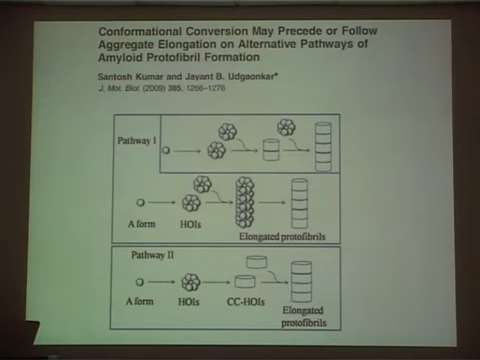 Conformational Conversion May Precede or Follow
Aggregate Elongation on Alternative Pathways of
Amyloid Protofibril Formation
Santosh Kumar and Jayant B. Udgaonkar*
J. Mol. Biol. (2009) 385, 1266–1276
Pathway I
A form
HOIs
Elongated protofibrils
Pathway II
A form
HOIs
CC-HOIs
Elongated
protofibrils